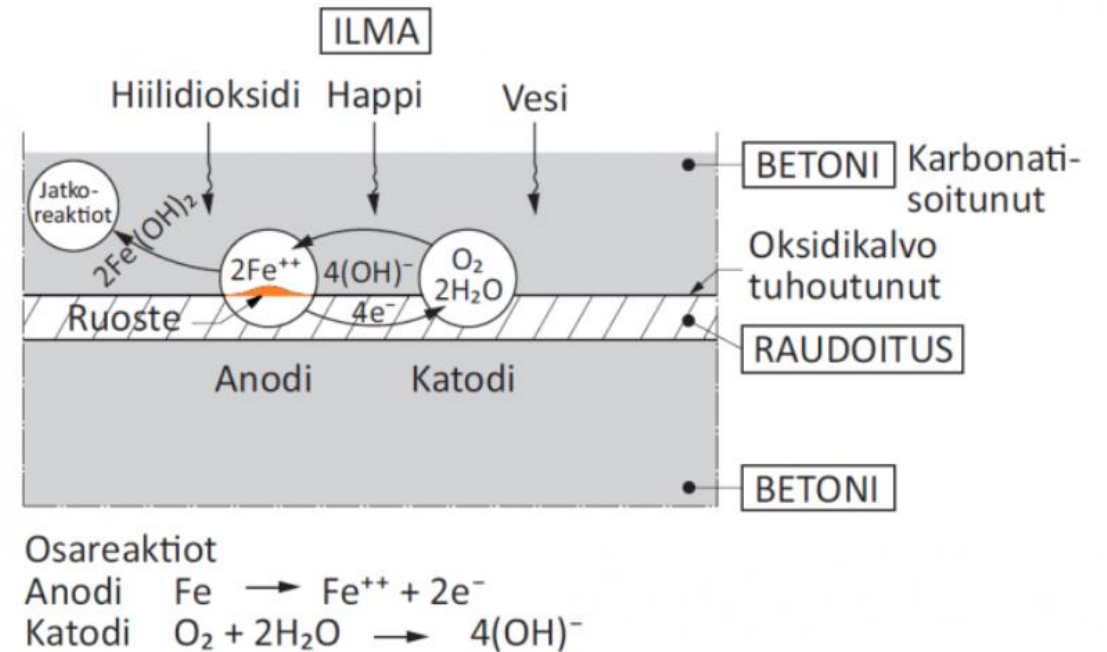 ILMA
Hiilidioksidi Happi Vesi
BETONI Karbonati-
soitunut
Jatko-
reaktiot
2Fe(OH)₂
Oksidikalvo
tuhoutunut
2Fe⁺⁺ 4(OH)⁻ O₂
2H₂O
Ruoste 4e⁻
RAUDOITUS
Anodi Katodi
BETONI
Osareaktiot
Anodi Fe → Fe⁺⁺ + 2e⁻
Katodi O₂ + 2H₂O → 4(OH)⁻